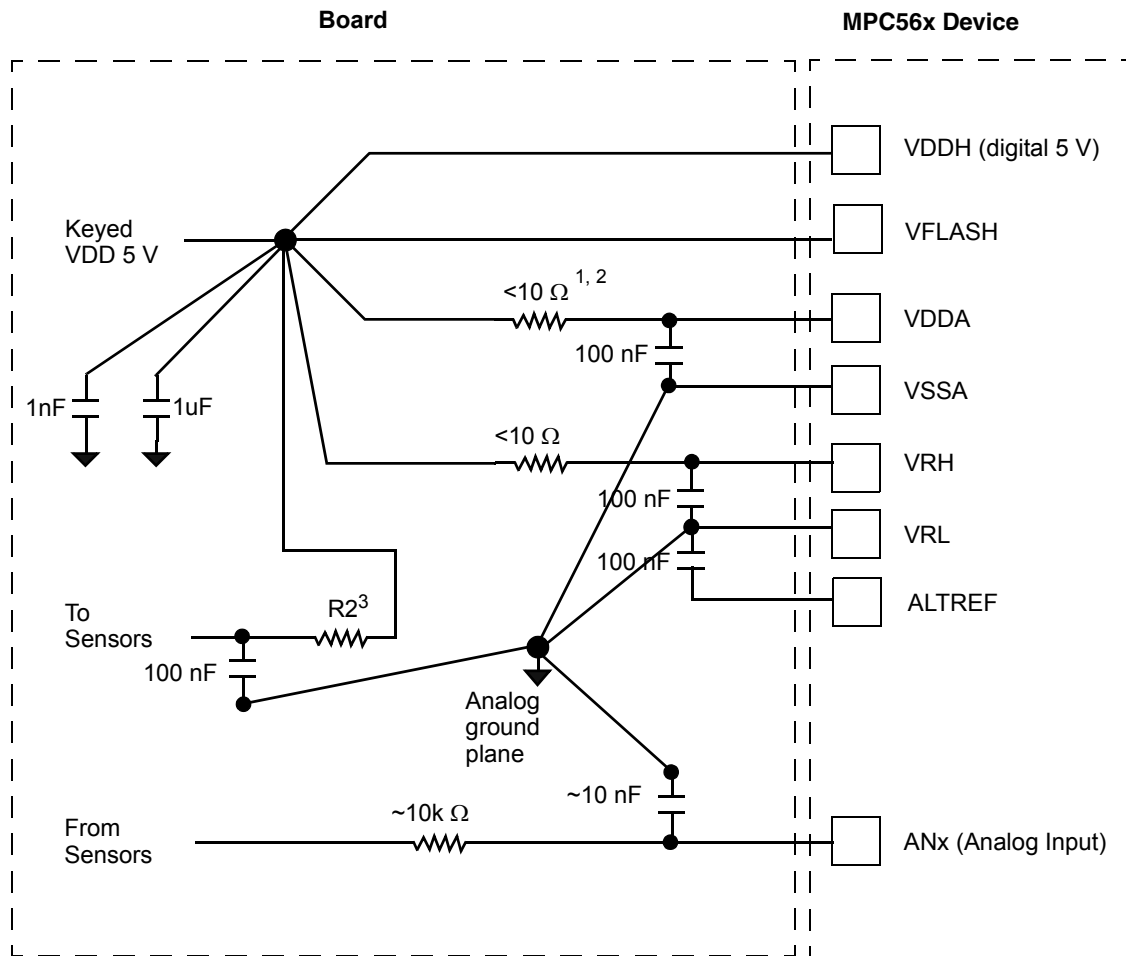 Board
MPC56x Device
VDDH (digital 5 V)
Keyed
VDD 5 V
VFLASH
<10 Ω 1, 2
VDDA
100 nF
VSSA
1nF
1uF
<10 Ω
VRH
100 nF
VRL
100 nF
ALTREF
To
Sensors
R2³
100 nF
Analog
ground
plane
~10 nF
~10k Ω
From
Sensors
ANx (Analog Input)